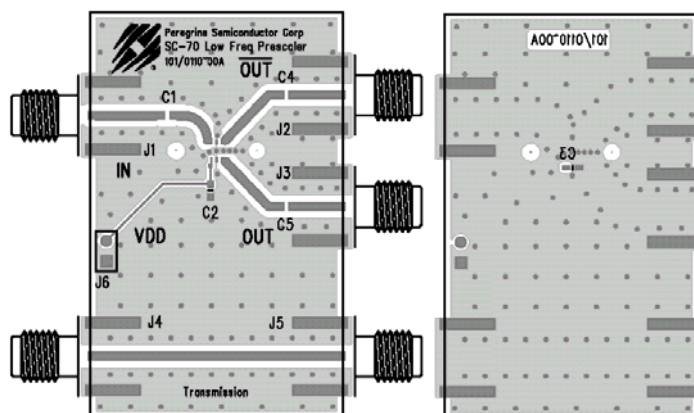 Peregrine Semiconductor Corp
SC-70 Low Freq Prescaler
101/0110-00A
OUT
C4
C1
J2
J1
J3
IN
C2
C5
VDD
OUT
J6
J4
J5
Transmission
101/0110-00A
C3